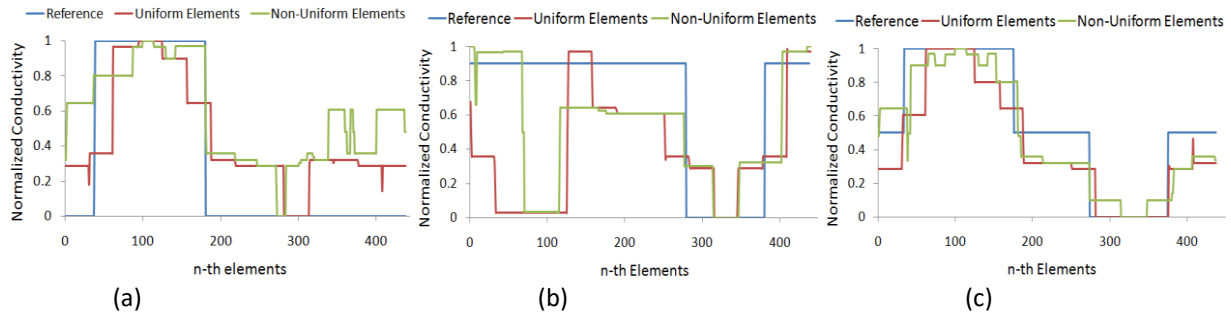 Reference Uniform Elements Non-Uniform Elements
Normalized Conductivity
1
0.8
0.6
0.4
0.2
0
0 100 200 300 400
n-th elements
(a)
Reference Uniform Elements Non-Uniform Elements
Normalized Conductivity
1
0.8
0.6
0.4
0.2
0
0 100 200 300 400
n-th Elements
(b)
Reference Uniform Elements Non-Uniform Elements
Normalized Conductivity
1
0.8
0.6
0.4
0.2
0
0 100 200 300 400
n-th Elements
(c)